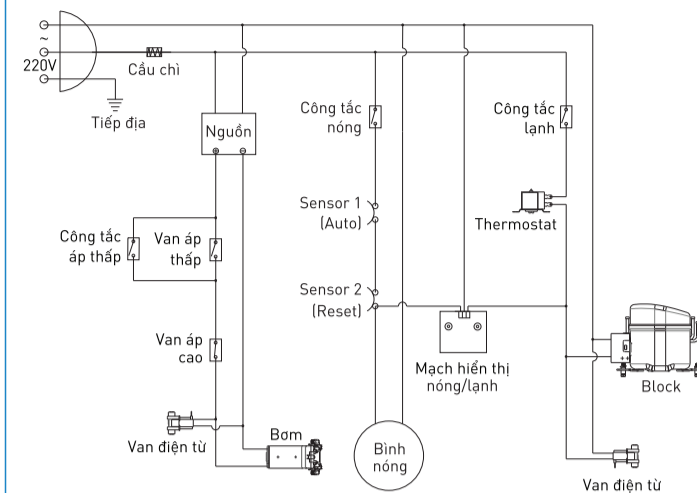 ~
220V
Cầu chì
Tiếp địa
Nguồn
Công tắc
nóng
Công tắc
lạnh
Sensor 1
(Auto)
Thermostat
Công tắc
áp thấp
Van áp
thấp
Sensor 2
(Reset)
Van áp
cao
Mạch hiển thị
nóng/lạnh
Block
Van điện từ
Bơm
Bình
nóng
Van điện từ